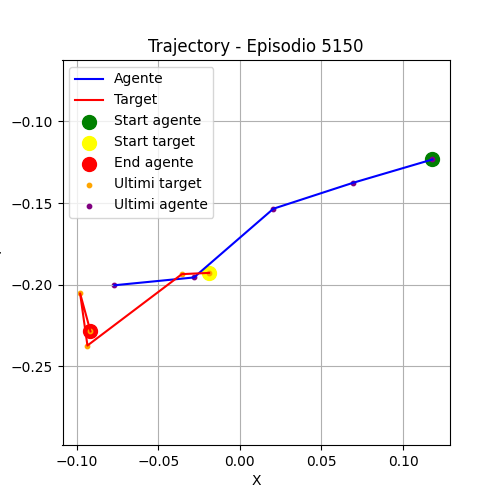 Trajectory - Episodio 5150
Agente
Target
Start agente
Start target
End agente
Ultimi target
Ultimi agente
−0.10
−0.15
−0.20
−0.25
−0.10
−0.05
0.00
0.05
0.10
X